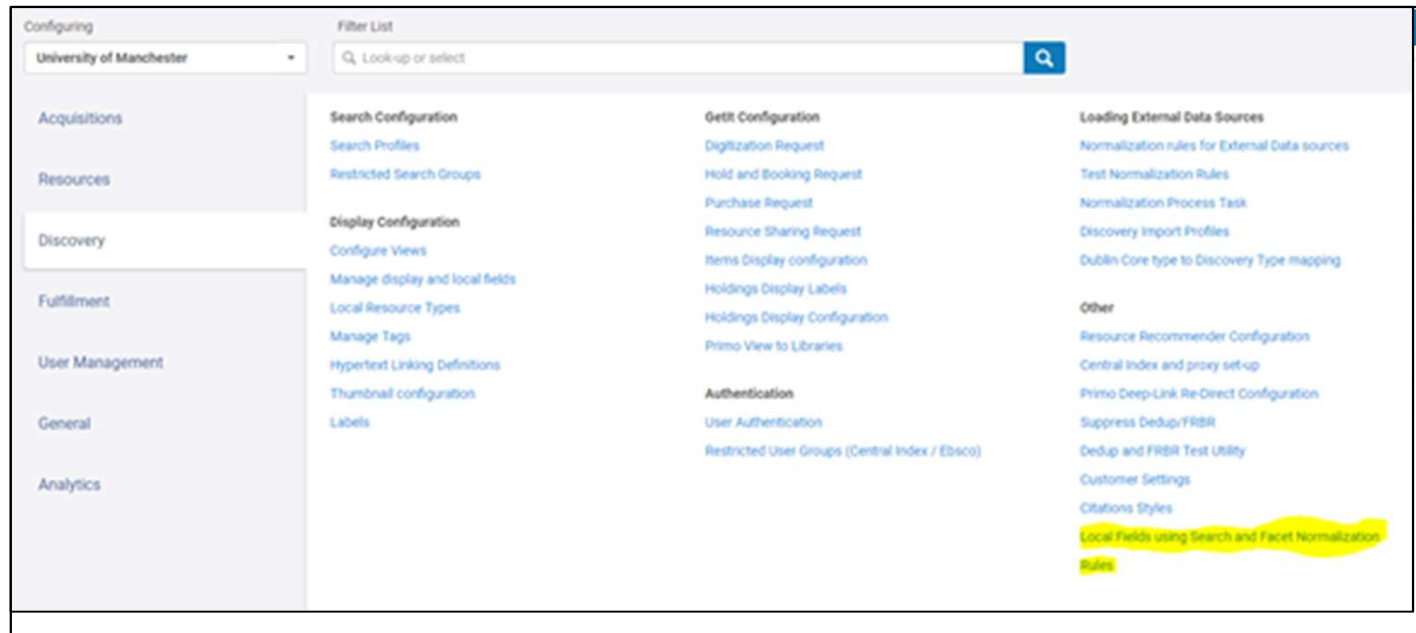 Configuring
Filter List
University of Manchester
Look-up or select
Acquisitions
Resources
Discovery
Fulfillment
User Management
General
Analytics
Search Configuration
Search Profiles
Restricted Search Groups
Display Configuration
Configure Views
Manage display and local fields
Local Resource Types
Manage Tags
Hypertext Linking Definitions
Thumbnail configuration
Labels
GetIt Configuration
Digitization Request
Hold and Booking Request
Purchase Request
Resource Sharing Request
Items Display configuration
Holdings Display Labels
Holdings Display Configuration
Primo View to Libraries
Authentication
User Authentication
Restricted User Groups (Central Index / Ebsco)
Loading External Data Sources
Normalization rules for External Data sources
Test Normalization Rules
Normalization Process Task
Discovery Import Profiles
Dublin Core type to Discovery Type mapping
Other
Resource Recommender Configuration
Central Index and proxy set-up
Primo Deep-Link Re-Direct Configuration
Suppress Dedup/FRBR
Dedup and FRBR Test Utility
Customer Settings
Citations Styles
Local Fields using Search and Facet Normalization
Rules